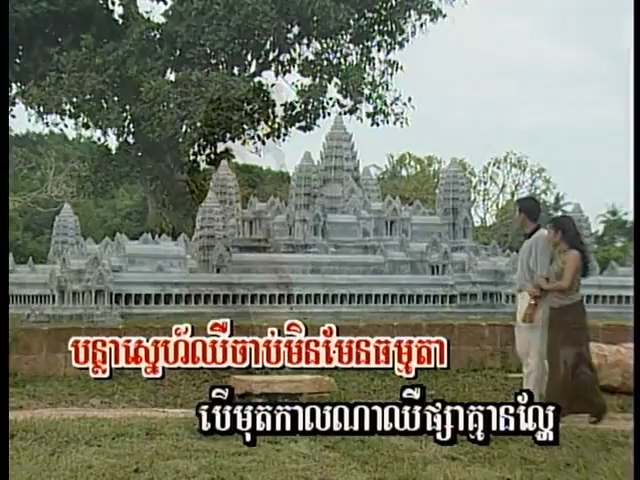 បន្លាស្នេហ៍ឈឺចាប់មិនមែនធម្មតា
បើមុតកាលណាឈឺផ្សាគ្មានល្ហែ